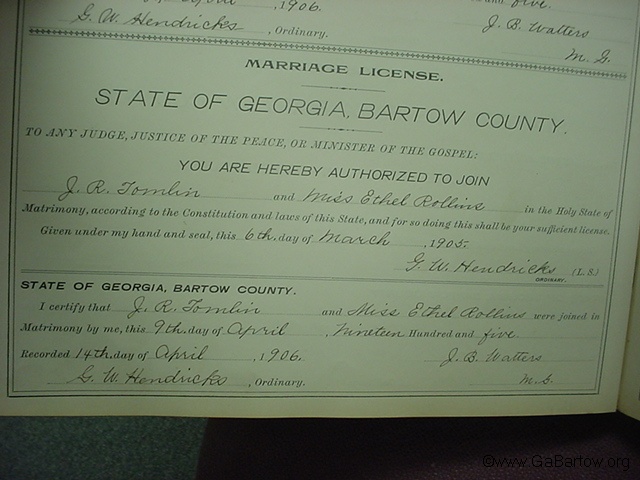 , 1906. and five.
G. W. Hendricks, Ordinary. J. B. Watters
M. G.
MARRIAGE LICENSE.
STATE OF GEORGIA, BARTOW COUNTY.
TO ANY JUDGE, JUSTICE OF THE PEACE, OR MINISTER OF THE GOSPEL:
YOU ARE HEREBY AUTHORIZED TO JOIN
J. R. Tomlin and Miss Ethel Rollins in the Holy State of
Matrimony, according to the Constitution and laws of this State, and for so doing this shall be your sufficient license.
Given under my hand and seal, this 6th. day of March, 1905.
G. W. Hendricks (L. S.)
ORDINARY.
STATE OF GEORGIA, BARTOW COUNTY.
I certify that J. R. Tomlin and Miss Ethel Rollins were joined in
Matrimony by me, this 9th. day of April, Nineteen Hundred and five.
Recorded 14th. day of April, 1906. J. B. Watters
G. W. Hendricks, Ordinary. M. G.
©www.GaBartow.org